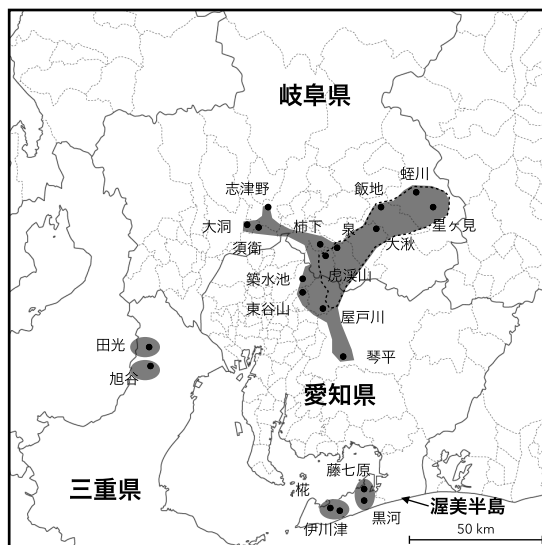 岐阜県
蛭川
飯地
志津野
星ヶ見
大洞
柿下
泉
須衛
大湫
虎渓山
築水池
東谷山
屋戸川
田光
琴平
旭谷
愛知県
藤七原
三重県
椛
渥美半島
黒河
伊川津
50 km